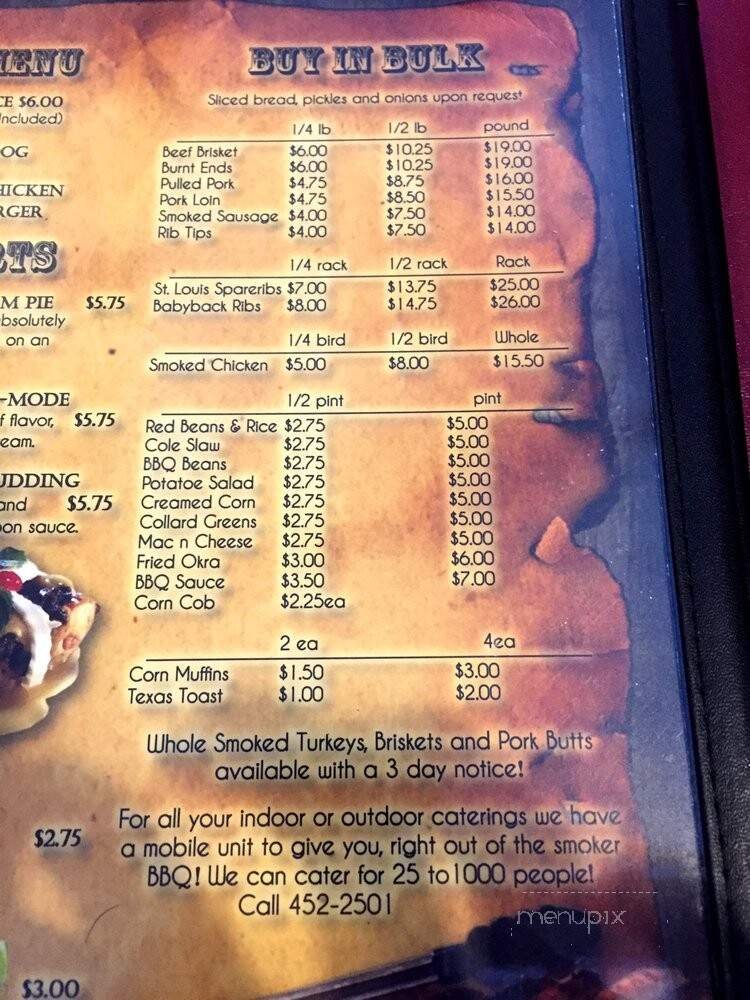 ENU
CE $6.00
included)
OG
HICKEN
RGER
TS
M PIE $5.75
bsolutely
on an
-MODE
f flavor, $5.75
eam.
UDDING
and $5.75
on sauce.
$2.75
$3.00
BUY IN BULK
Sliced bread, pickles and onions upon request
1/4 lb 1/2 lb pound
Beef Brisket $6.00 $10.25 $19.00
Burnt Ends $6.00 $10.25 $19.00
Pulled Pork $4.75 $8.75 $16.00
Pork Loin $4.75 $8.50 $15.50
Smoked Sausage $4.00 $7.50 $14.00
Rib Tips $4.00 $7.50 $14.00
1/4 rack 1/2 rack Rack
St. Louis Spareribs $7.00 $13.75 $25.00
Babyback Ribs $8.00 $14.75 $26.00
1/4 bird 1/2 bird Whole
Smoked Chicken $5.00 $8.00 $15.50
1/2 pint pint
Red Beans & Rice $2.75 $5.00
Cole Slaw $2.75 $5.00
BBQ Beans $2.75 $5.00
Potatoe Salad $2.75 $5.00
Creamed Corn $2.75 $5.00
Collard Greens $2.75 $5.00
Mac n Cheese $2.75 $5.00
Fried Okra $3.00 $6.00
BBQ Sauce $3.50 $7.00
Corn Cob $2.25ea
2 ea 4ea
Corn Muffins $1.50 $3.00
Texas Toast $1.00 $2.00
Whole Smoked Turkeys, Briskets and Pork Butts
available with a 3 day notice!
For all your indoor or outdoor caterings we have
a mobile unit to give you, right out of the smoker
BBQ! We can cater for 25 to1000 people!
Call 452-2501
menupix